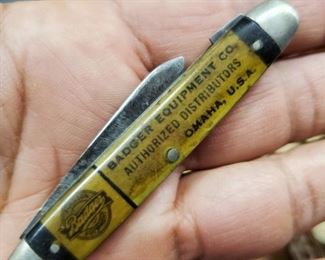 BADGER EQUIPMENT CO.
AUTHORIZED DISTRIBUTORS
OMAHA, U.S.A.